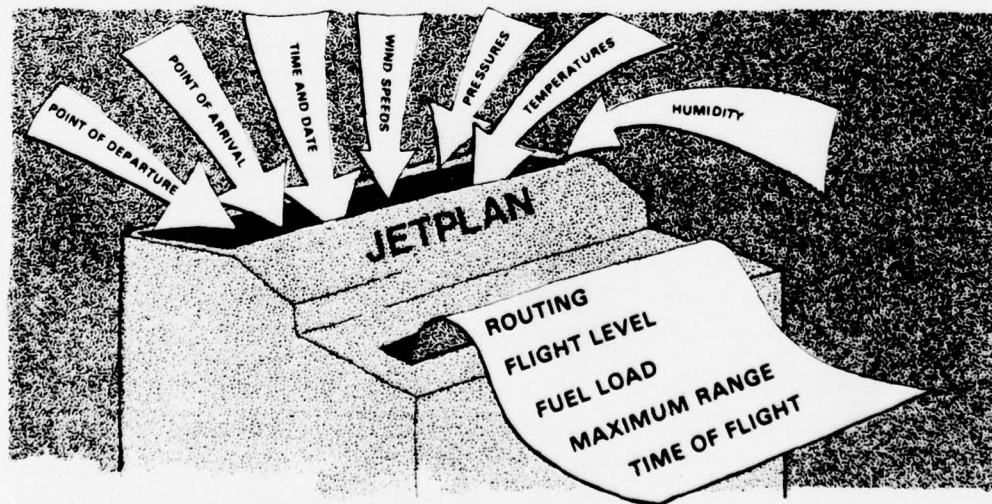 POINT OF DEPARTURE
POINT OF ARRIVAL
TIME AND DATE
WIND SPEEDS
PRESSURES
TEMPERATURES
HUMIDITY
JETPLAN
ROUTING
FLIGHT LEVEL
FUEL LOAD
MAXIMUM RANGE
TIME OF FLIGHT